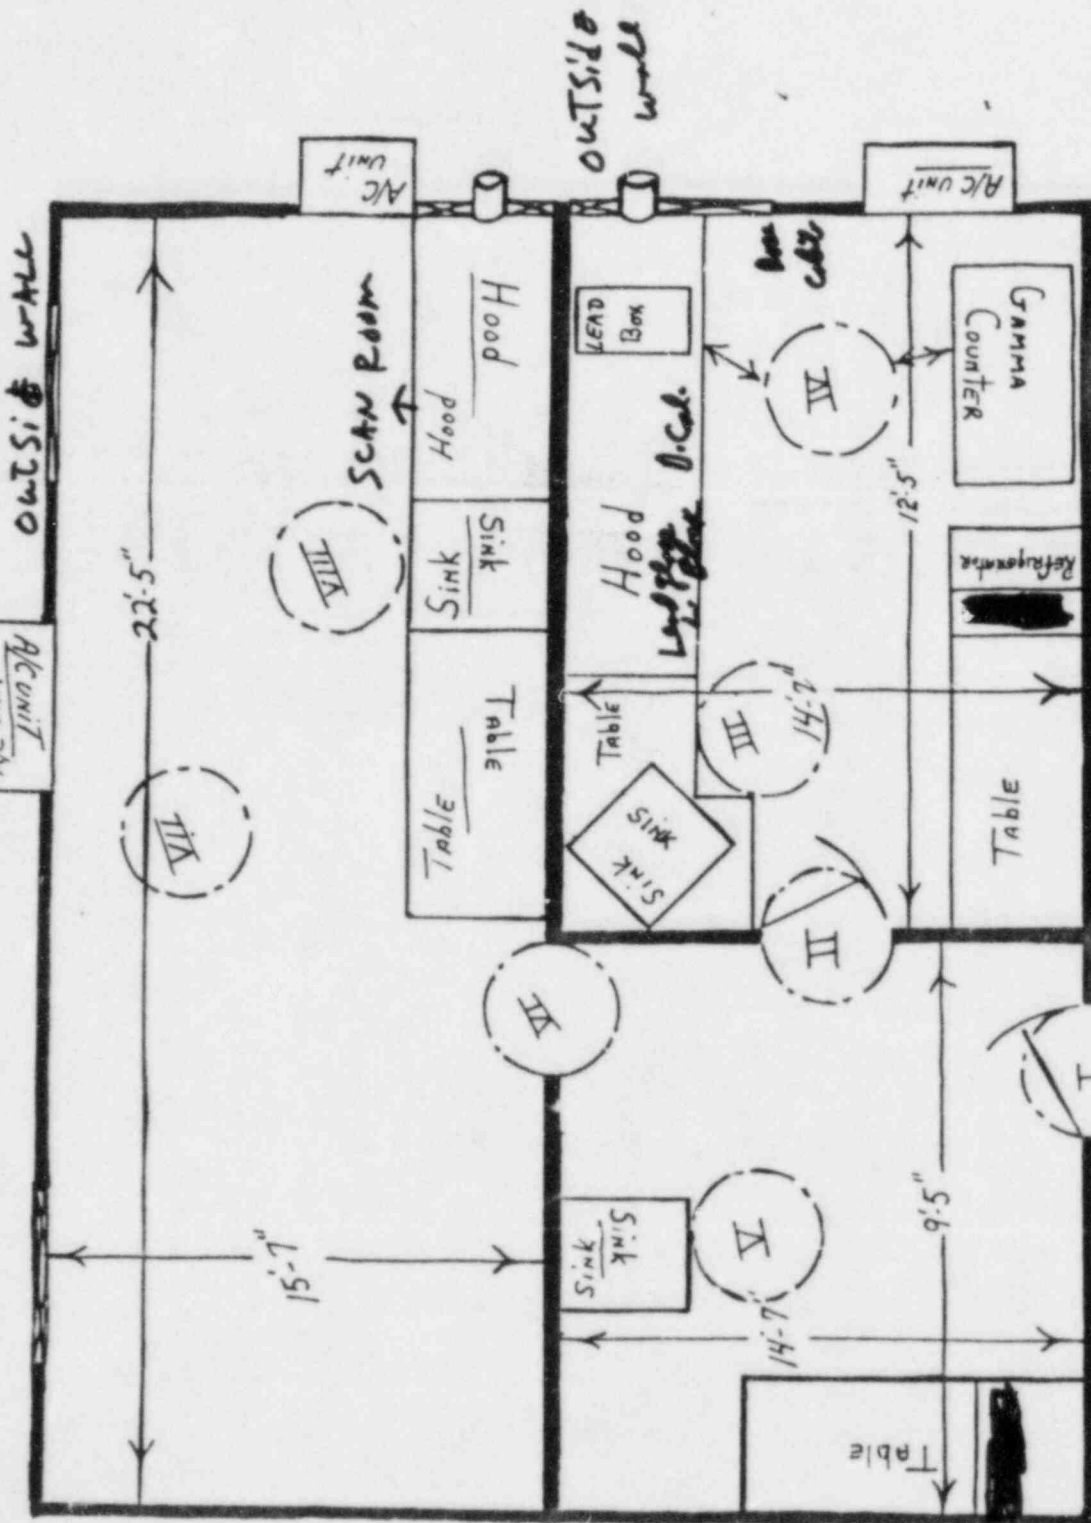 OUTSIDE
wall
A/C
UNIT
A/C UNIT
OUTSIDE WALL
Hood
LEAD
Box
GAMMA
COUNTER
SCAN ROOM
Hood
IV
D.Cal.
12'-5"
Sink
Sink
Hood
Refrigerator
22'-5"
VIII
A/C UNIT
Table
Table
Table
III
14'-7"
Table
VII
Sink
Sink
II
VI
I
9'-5"
15'-7"
Sink
Sink
V
14'-7"
Table